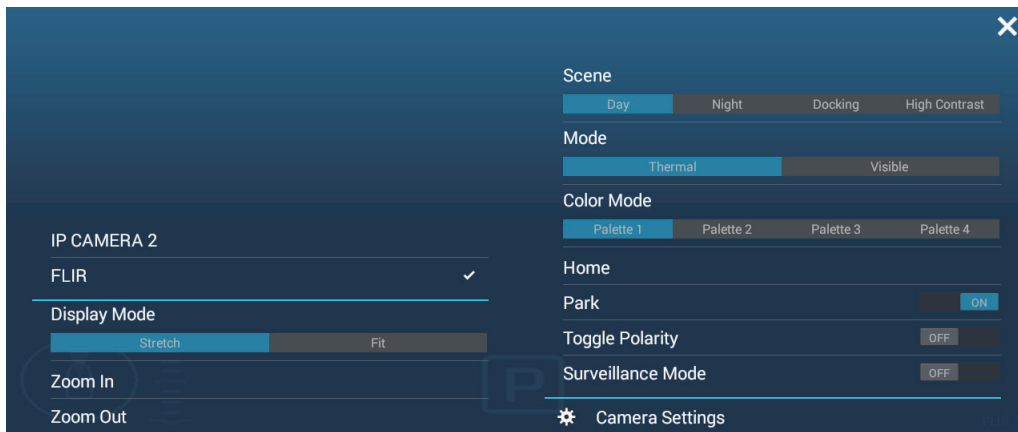 IP CAMERA 2
FLIR
Display Mode
Stretch Fit
Zoom In
Zoom Out
P
Scene
Day Night Docking High Contrast
Mode
Thermal Visible
Color Mode
Palette 1 Palette 2 Palette 3 Palette 4
Home
Park ON
Toggle Polarity OFF
Surveillance Mode OFF
Camera Settings